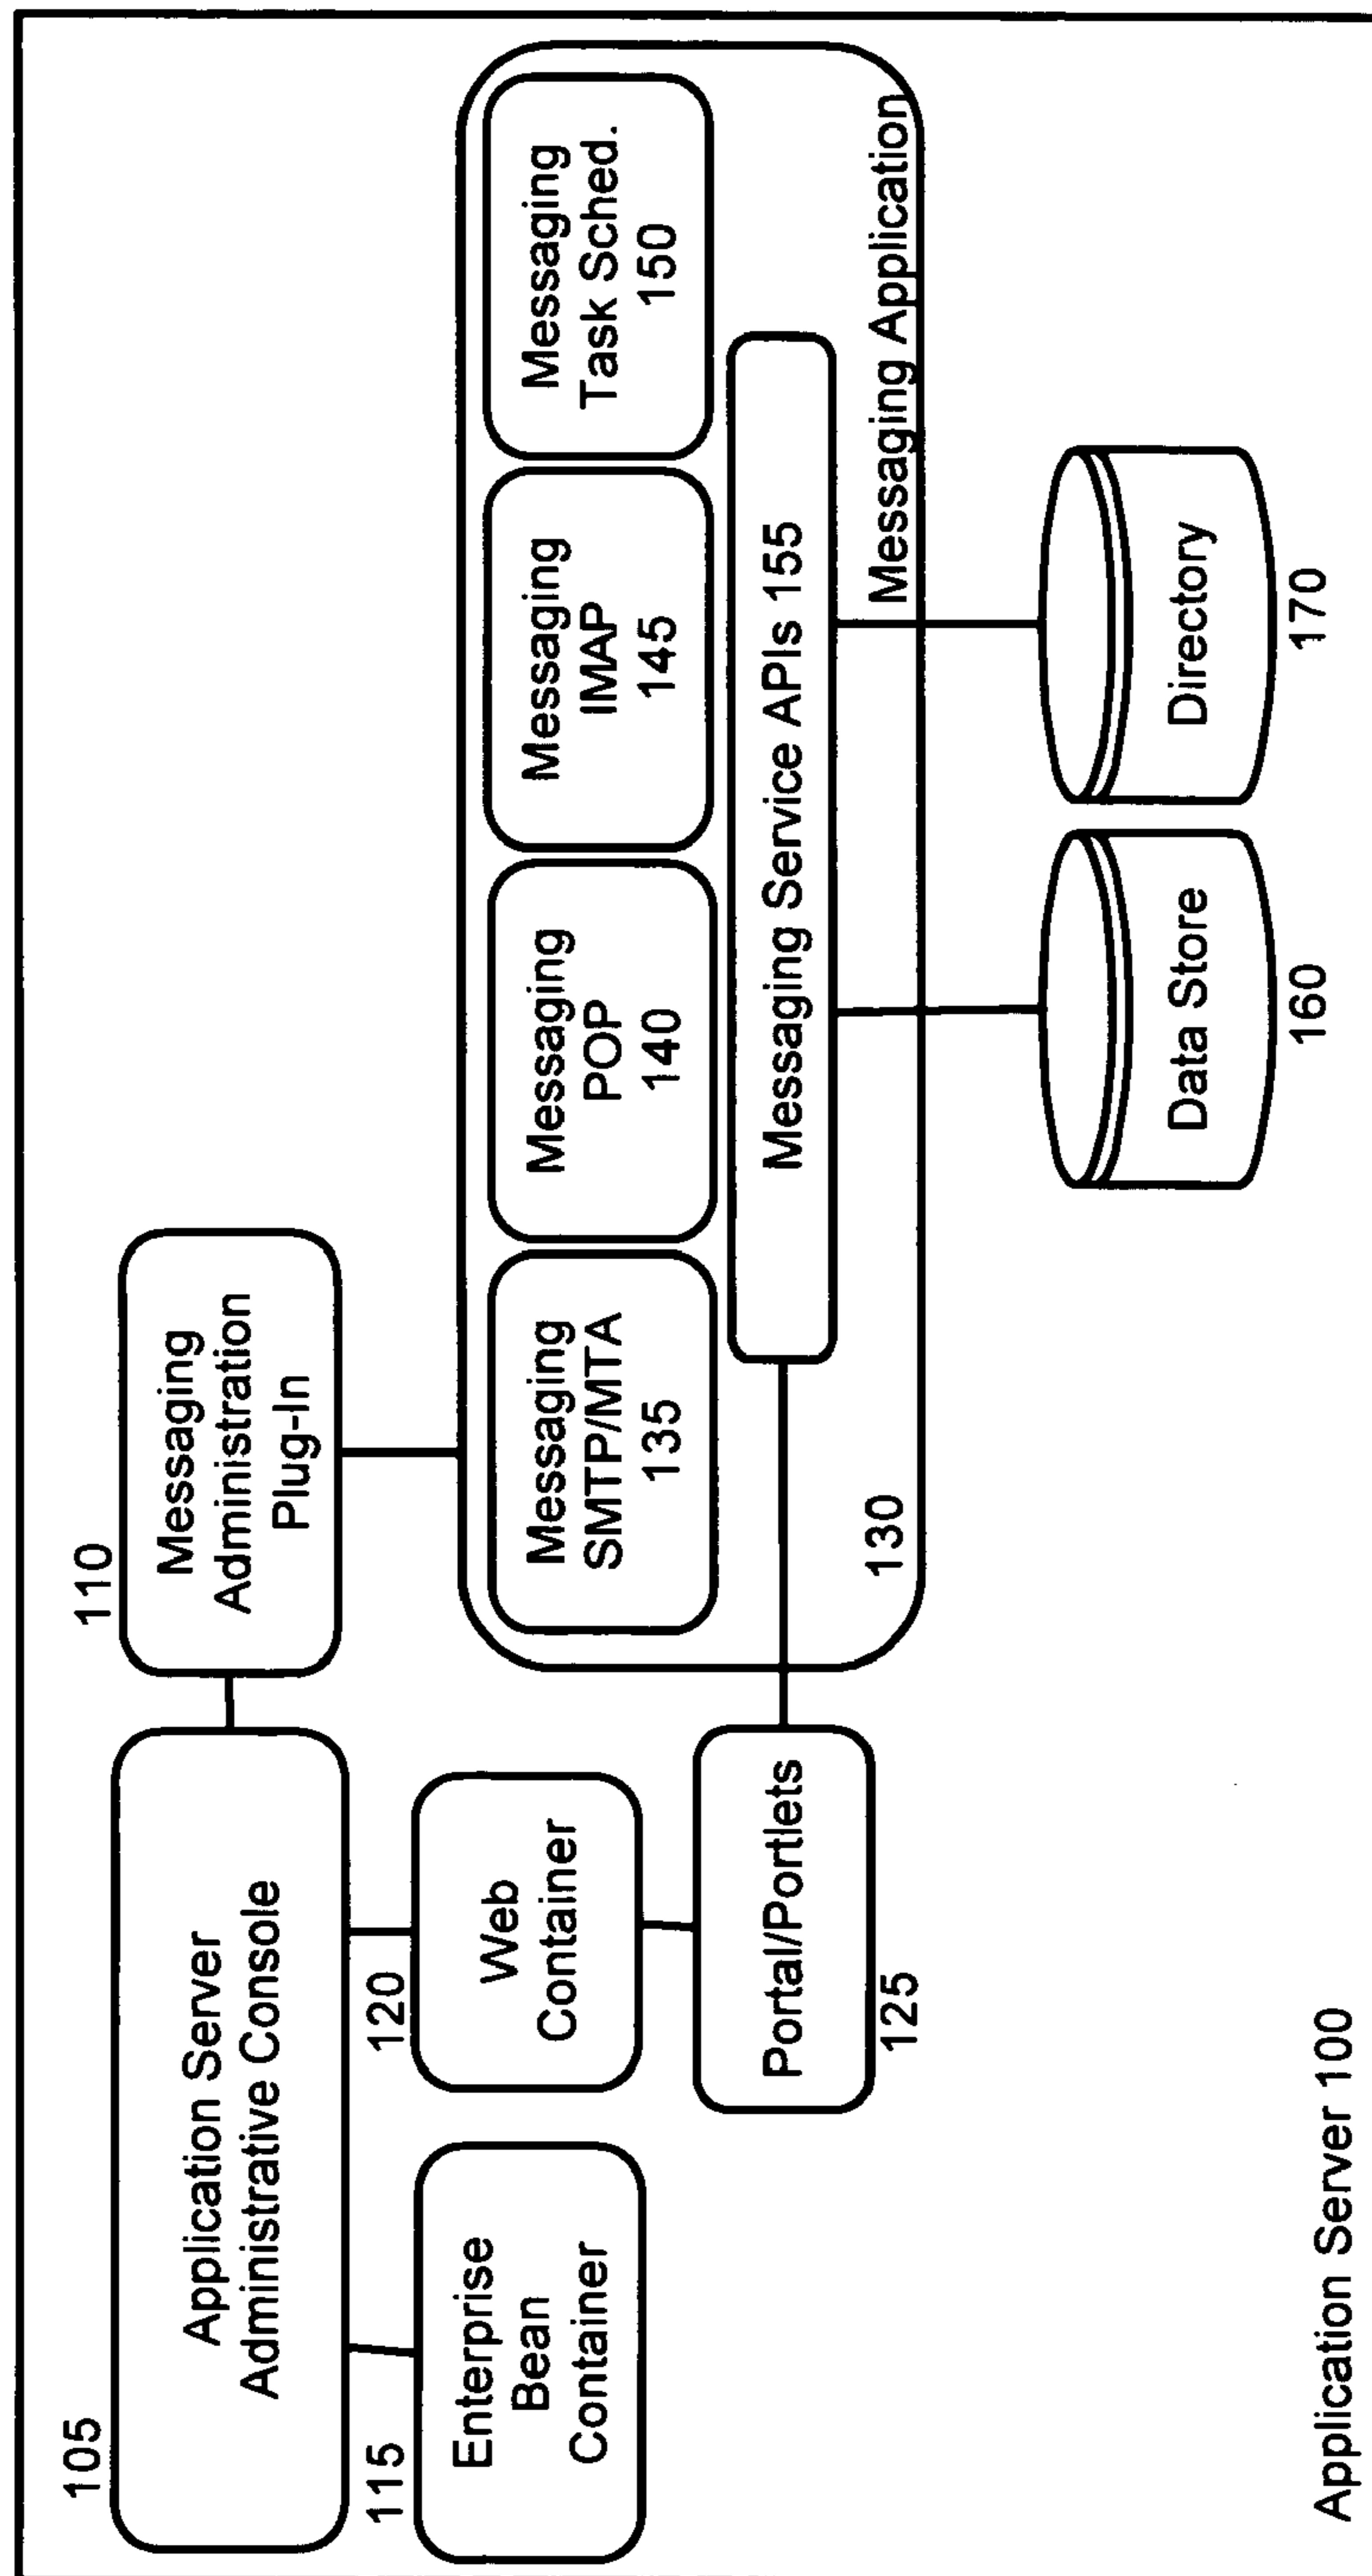 105
Application Server
Administrative Console
110
Messaging
Administration
Plug-In
115
Enterprise
Bean
Container
120
Web
Container
Portal/Portlets
125
Messaging
SMTP/MTA
135
Messaging
POP
140
Messaging
IMAP
145
Messaging
Task Sched.
150
Messaging Service APIs 155
130
Messaging Application
Data Store
160
Directory
170
Application Server 100